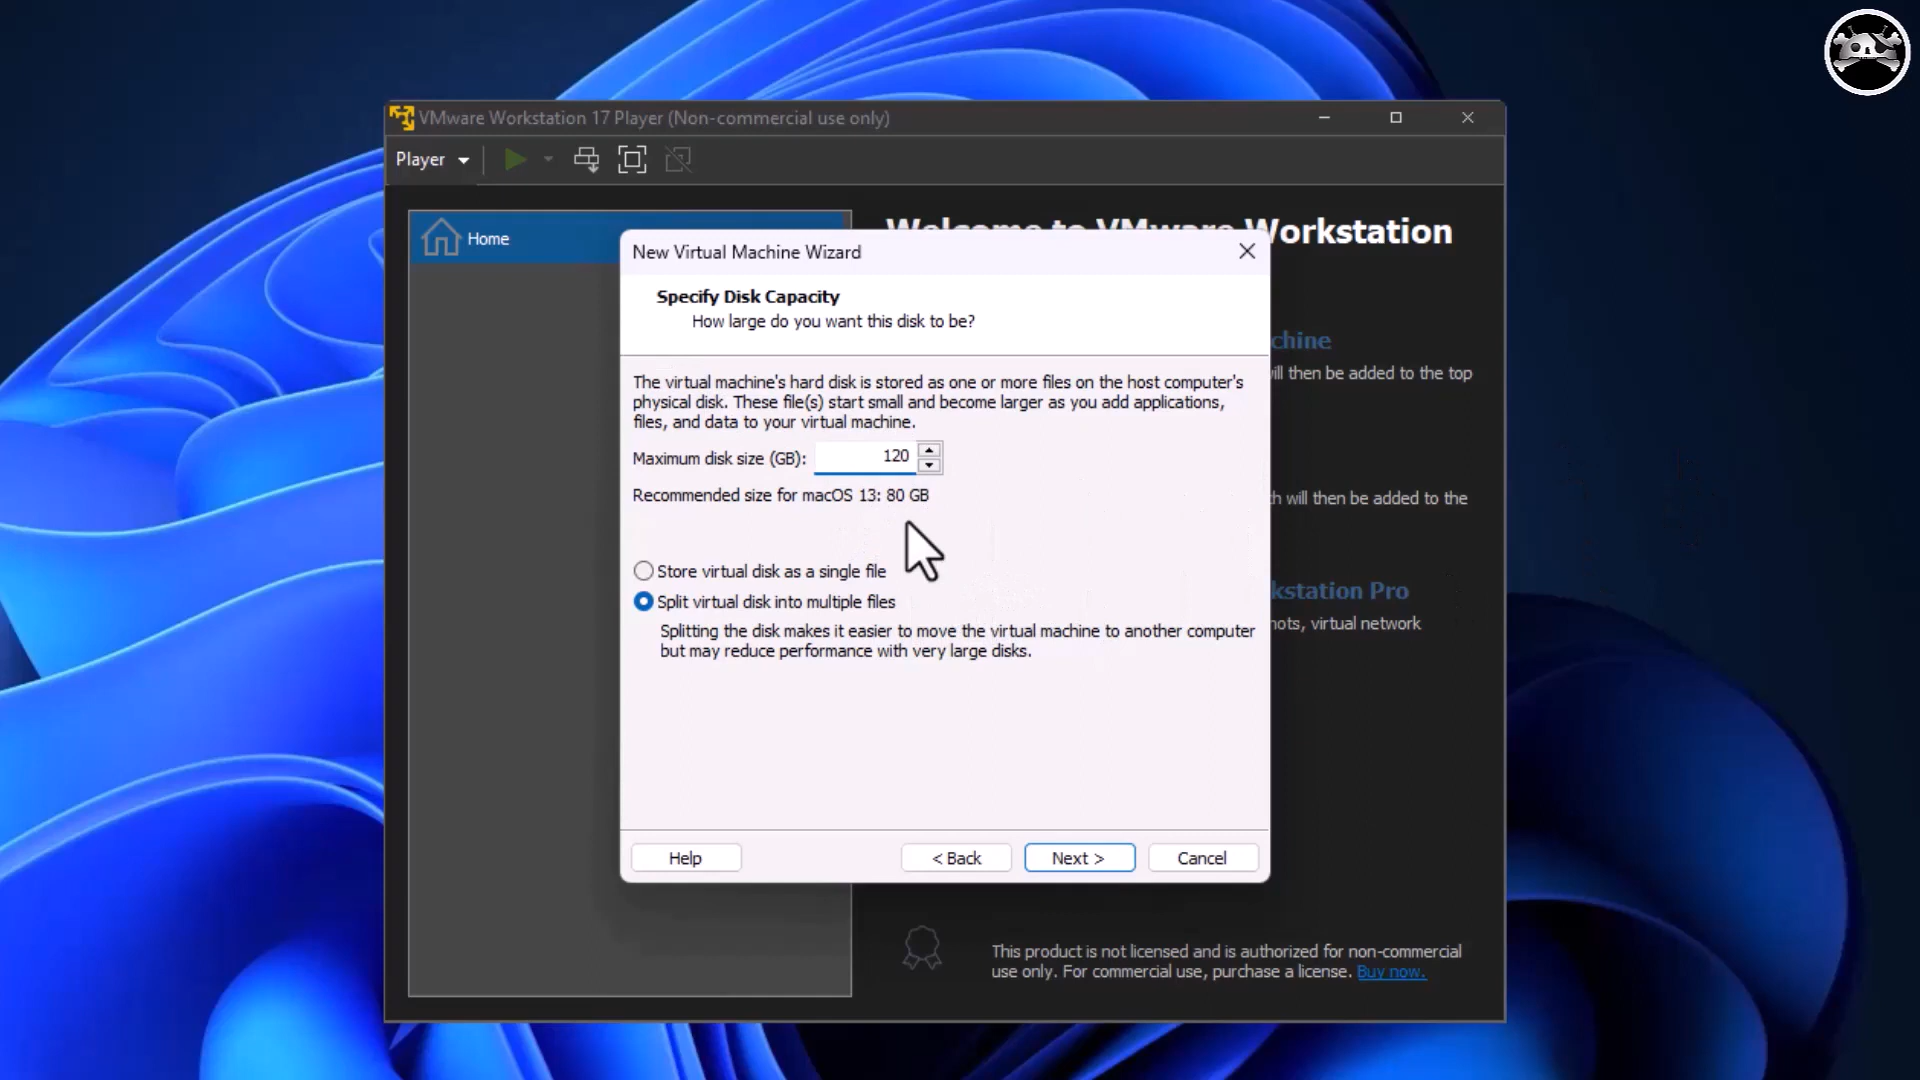 VMware Workstation 17 Player (Non-commercial use only)
Player
Home
Welcome to VMware Workstation
New Virtual Machine Wizard
Specify Disk Capacity
How large do you want this disk to be?
The virtual machine's hard disk is stored as one or more files on the host computer's
physical disk. These file(s) start small and become larger as you add applications,
files, and data to your virtual machine.
Maximum disk size (GB): 120
Recommended size for macOS 13: 80 GB
Store virtual disk as a single file
Split virtual disk into multiple files
Splitting the disk makes it easier to move the virtual machine to another computer
but may reduce performance with very large disks.
Help
< Back
Next >
Cancel
will then be added to the top
will then be added to the
Pro
virtual network
This product is not licensed and is authorized for non-commercial
use only. For commercial use, purchase a license. Buy now.